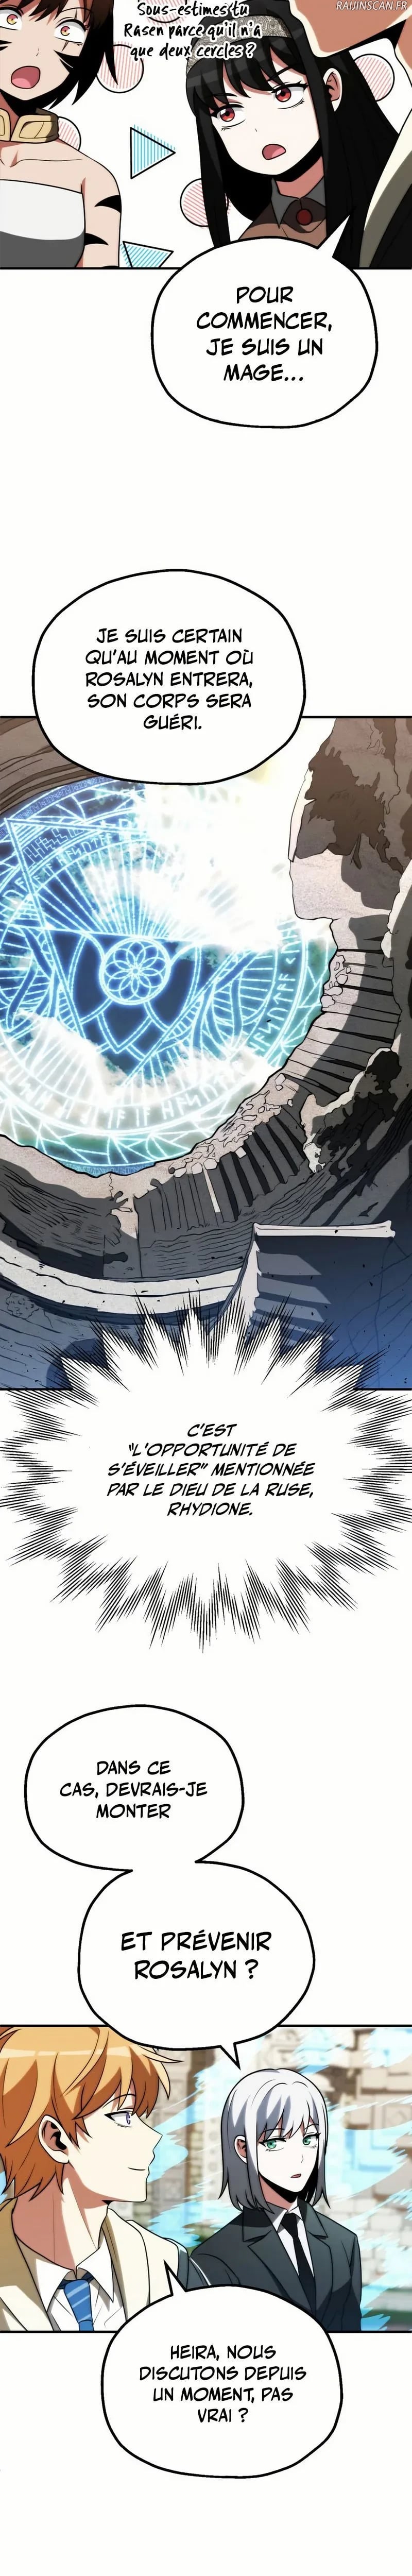 RAIJINSCAN.FR
Sous-estimes tu
Rasen parce qu'il n'a
que deux cercles ?
POUR
COMMENCER,
JE SUIS UN
MAGE...
JE SUIS CERTAIN
QU'AU MOMENT OÙ
ROSALYN ENTRERA,
SON CORPS SERA
GUÉRI.
C'EST
"L'OPPORTUNITÉ DE
S'ÉVEILLER" MENTIONNÉE
PAR LE DIEU DE LA RUSE,
RHYDIONE.
DANS CE
CAS, DEVRAIS-JE
MONTER
ET PRÉVENIR
ROSALYN ?
HEIRA, NOUS
DISCUTONS DEPUIS
UN MOMENT, PAS
VRAI ?